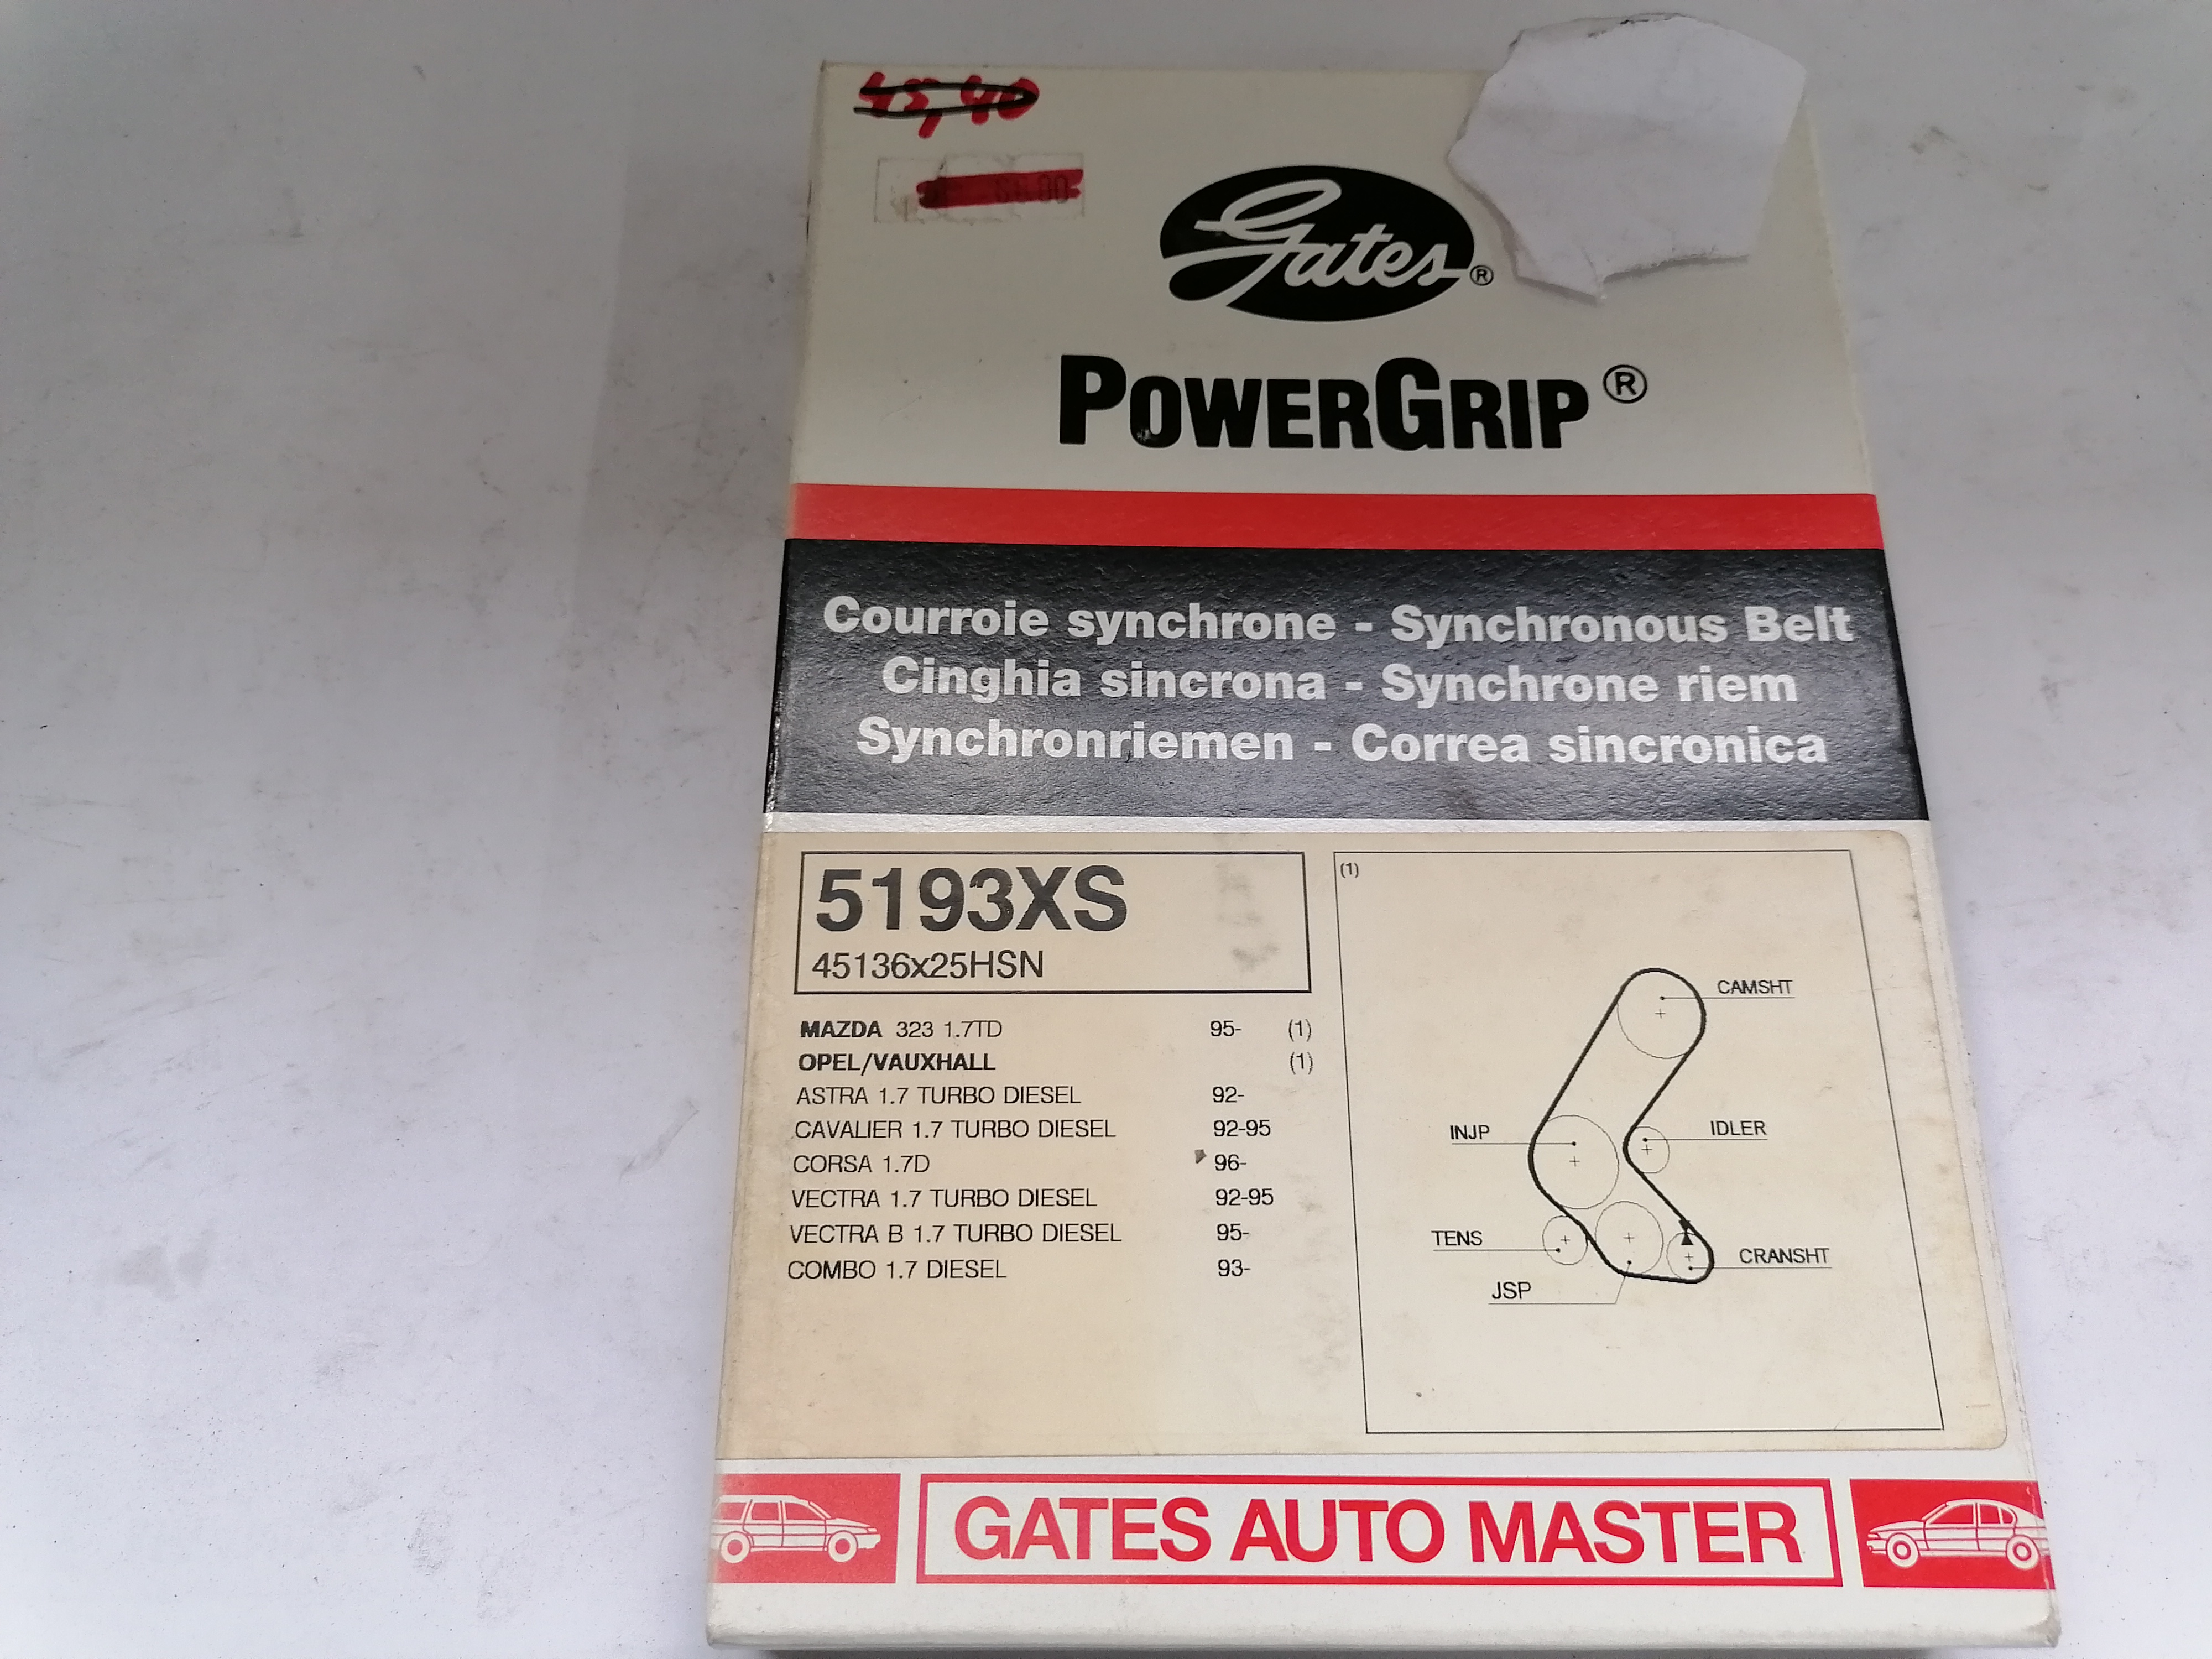 45,40
Gates®
POWERGRIP®
Courroie synchrone - Synchronous Belt
Cinghia sincrona - Synchrone riem
Synchronriemen - Correa sincronica
5193XS
45136x25HSN
MAZDA 323 1.7TD 95- (1)
OPEL/VAUXHALL (1)
ASTRA 1.7 TURBO DIESEL 92-
CAVALIER 1.7 TURBO DIESEL 92-95
CORSA 1.7D 96-
VECTRA 1.7 TURBO DIESEL 92-95
VECTRA B 1.7 TURBO DIESEL 95-
COMBO 1.7 DIESEL 93-
(1)
CAMSHT
INJP
IDLER
TENS
CRANSHT
JSP
GATES AUTO MASTER